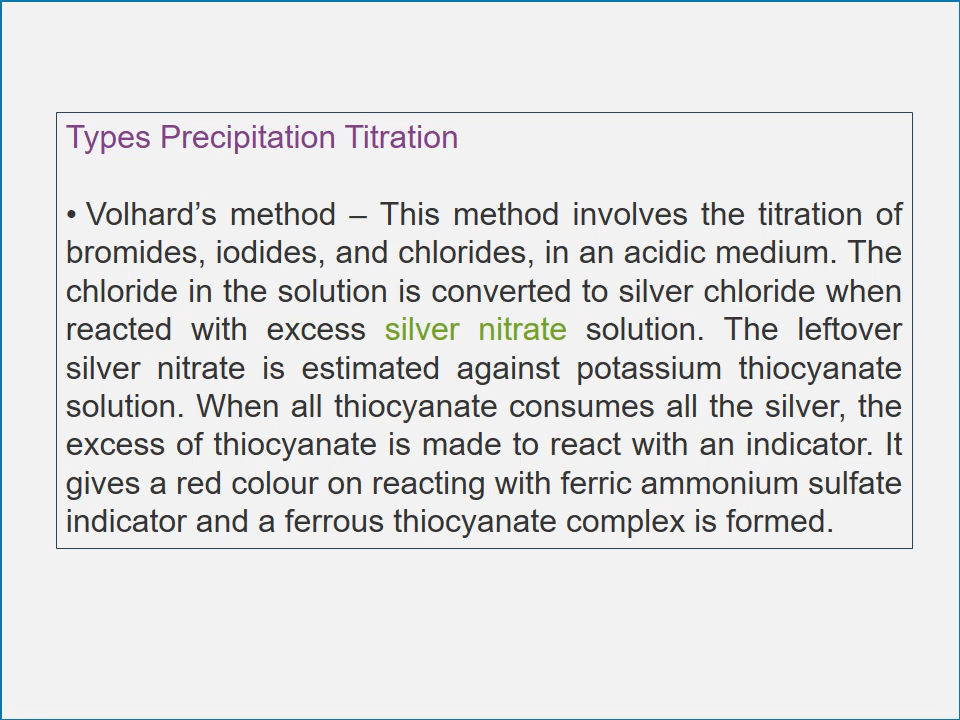 Types Precipitation Titration
• Volhard’s method – This method involves the titration of
bromides, iodides, and chlorides, in an acidic medium. The
chloride in the solution is converted to silver chloride when
reacted with excess silver nitrate solution. The leftover
silver nitrate is estimated against potassium thiocyanate
solution. When all thiocyanate consumes all the silver, the
excess of thiocyanate is made to react with an indicator. It
gives a red colour on reacting with ferric ammonium sulfate
indicator and a ferrous thiocyanate complex is formed.